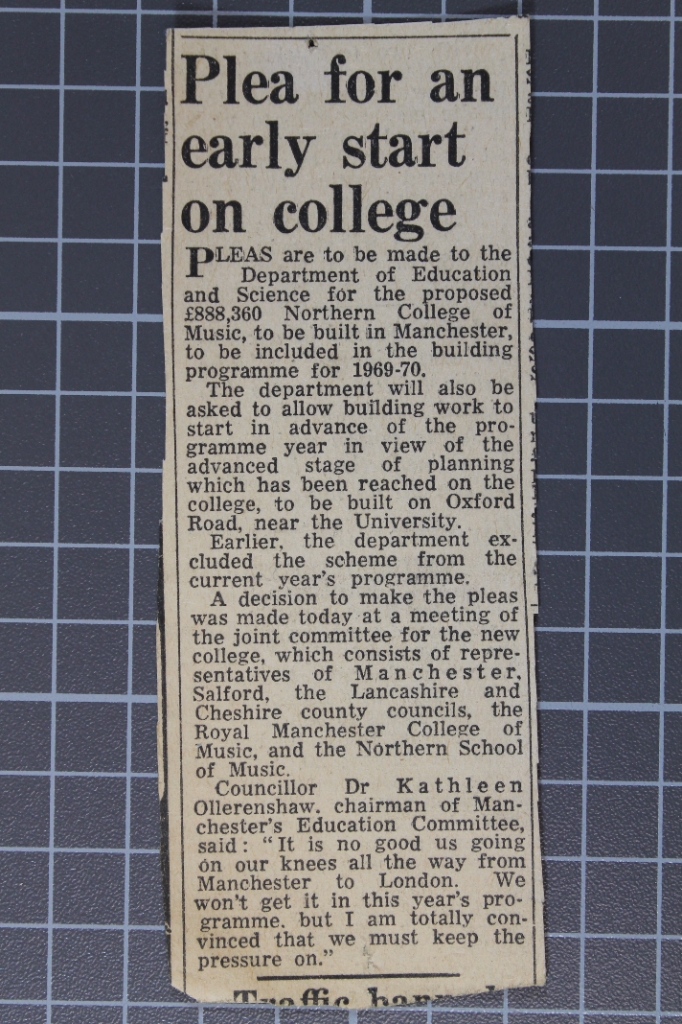 Plea for an
early start
on college
PLEAS are to be made to the
Department of Education
and Science for the proposed
£888,360 Northern College of
Music, to be built in Manchester,
to be included in the building
programme for 1969-70.
The department will also be
asked to allow building work to
start in advance of the pro-
gramme year in view of the
advanced stage of planning
which has been reached on the
college, to be built on Oxford
Road, near the University.
Earlier, the department ex-
cluded the scheme from the
current year's programme.
A decision to make the pleas
was made today at a meeting of
the joint committee for the new
college, which consists of repre-
sentatives of Manchester,
Salford, the Lancashire and
Cheshire county councils, the
Royal Manchester College of
Music, and the Northern School
of Music.
Councillor Dr Kathleen
Ollerenshaw, chairman of Man-
chester's Education Committee,
said: "It is no good us going
on our knees all the way from
Manchester to London. We
won't get it in this year's pro-
gramme, but I am totally con-
vinced that we must keep the
pressure on."
Traffic